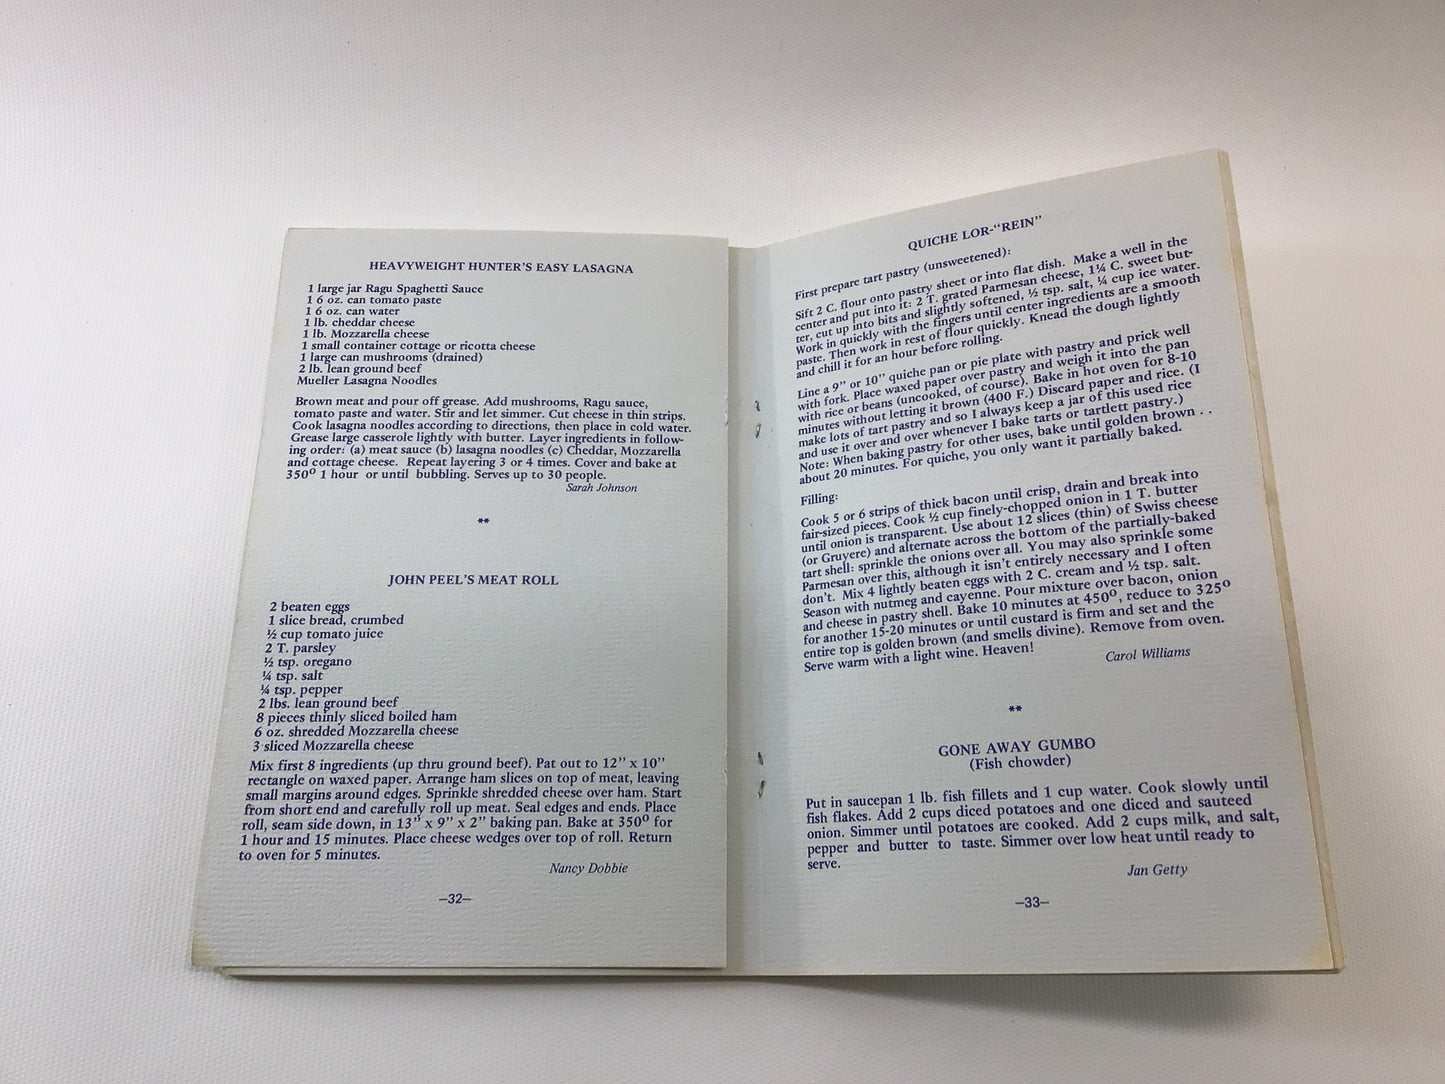 HEAVYWEIGHT HUNTER'S EASY LASAGNA
1 large jar Ragu Spaghetti Sauce
1 6 oz. can tomato paste
1 6 oz. can water
1 lb. cheddar cheese
1 lb. Mozzarella cheese
1 small container cottage or ricotta cheese
1 large can mushrooms (drained)
2 lb. lean ground beef
Mueller Lasagna Noodles
Brown meat and pour off grease. Add mushrooms, Ragu sauce,
tomato paste and water. Stir and let simmer. Cut cheese in thin strips.
Cook lasagna noodles according to directions, then place in cold water.
Grease large casserole lightly with butter. Layer ingredients in follow-
ing order: (a) meat sauce (b) lasagna noodles (c) Cheddar, Mozzarella
and cottage cheese. Repeat layering 3 or 4 times. Cover and bake at
350° 1 hour or until bubbling. Serves up to 30 people.
Sarah Johnson
**
JOHN PEEL'S MEAT ROLL
2 beaten eggs
1 slice bread, crumbed
½ cup tomato juice
2 T. parsley
½ tsp. oregano
¼ tsp. salt
¼ tsp. pepper
2 lbs. lean ground beef
8 pieces thinly sliced boiled ham
6 oz. shredded Mozzarella cheese
3 sliced Mozzarella cheese
Mix first 8 ingredients (up thru ground beef). Pat out to 12" x 10"
rectangle on waxed paper. Arrange ham slices on top of meat, leaving
small margins around edges. Sprinkle shredded cheese over ham. Start
from short end and carefully roll up meat. Seal edges and ends. Place
roll, seam side down, in 13" x 9" x 2" baking pan. Bake at 350° for
1 hour and 15 minutes. Place cheese wedges over top of roll. Return
to oven for 5 minutes.
Nancy Dobbie
–32–
QUICHE LOR-"REIN"
First prepare tart pastry (unsweetened):
Sift 2 C. flour onto pastry sheet or into flat dish. Make a well in the
center and put into it: 2 T. grated Parmesan cheese, 1¼ C. sweet but-
ter, cut up into bits and slightly softened, ½ tsp. salt, ¼ cup ice water.
Work in quickly with the fingers until center ingredients are a smooth
paste. Then work in rest of flour quickly. Knead the dough lightly
and chill it for an hour before rolling.
Line a 9" or 10" quiche pan or pie plate with pastry and prick well
with fork. Place waxed paper over pastry and weigh it into the pan
with rice or beans (uncooked, of course). Bake in hot oven for 8-10
minutes without letting it brown (400 F.) Discard paper and rice. (I
make lots of tart pastry and so I always keep a jar of this used rice
and use it over and over whenever I bake tarts or tartlett pastry.)
Note: When baking pastry for other uses, bake until golden brown . .
about 20 minutes. For quiche, you only want it partially baked.
Filling:
Cook 5 or 6 strips of thick bacon until crisp, drain and break into
fair-sized pieces. Cook ½ cup finely-chopped onion in 1 T. butter
until onion is transparent. Use about 12 slices (thin) of Swiss cheese
(or Gruyere) and alternate across the bottom of the partially-baked
tart shell: sprinkle the onions over all. You may also sprinkle some
Parmesan over this, although it isn't entirely necessary and I often
don't. Mix 4 lightly beaten eggs with 2 C. cream and ½ tsp. salt.
Season with nutmeg and cayenne. Pour mixture over bacon, onion
and cheese in pastry shell. Bake 10 minutes at 450°, reduce to 325°
for another 15-20 minutes or until custard is firm and set and the
entire top is golden brown (and smells divine). Remove from oven.
Serve warm with a light wine. Heaven!
Carol Williams
**
GONE AWAY GUMBO
(Fish chowder)
Put in saucepan 1 lb. fish fillets and 1 cup water. Cook slowly until
fish flakes. Add 2 cups diced potatoes and one diced and sauteed
onion. Simmer until potatoes are cooked. Add 2 cups milk, and salt,
pepper and butter to taste. Simmer over low heat until ready to
serve.
Jan Getty
–33–